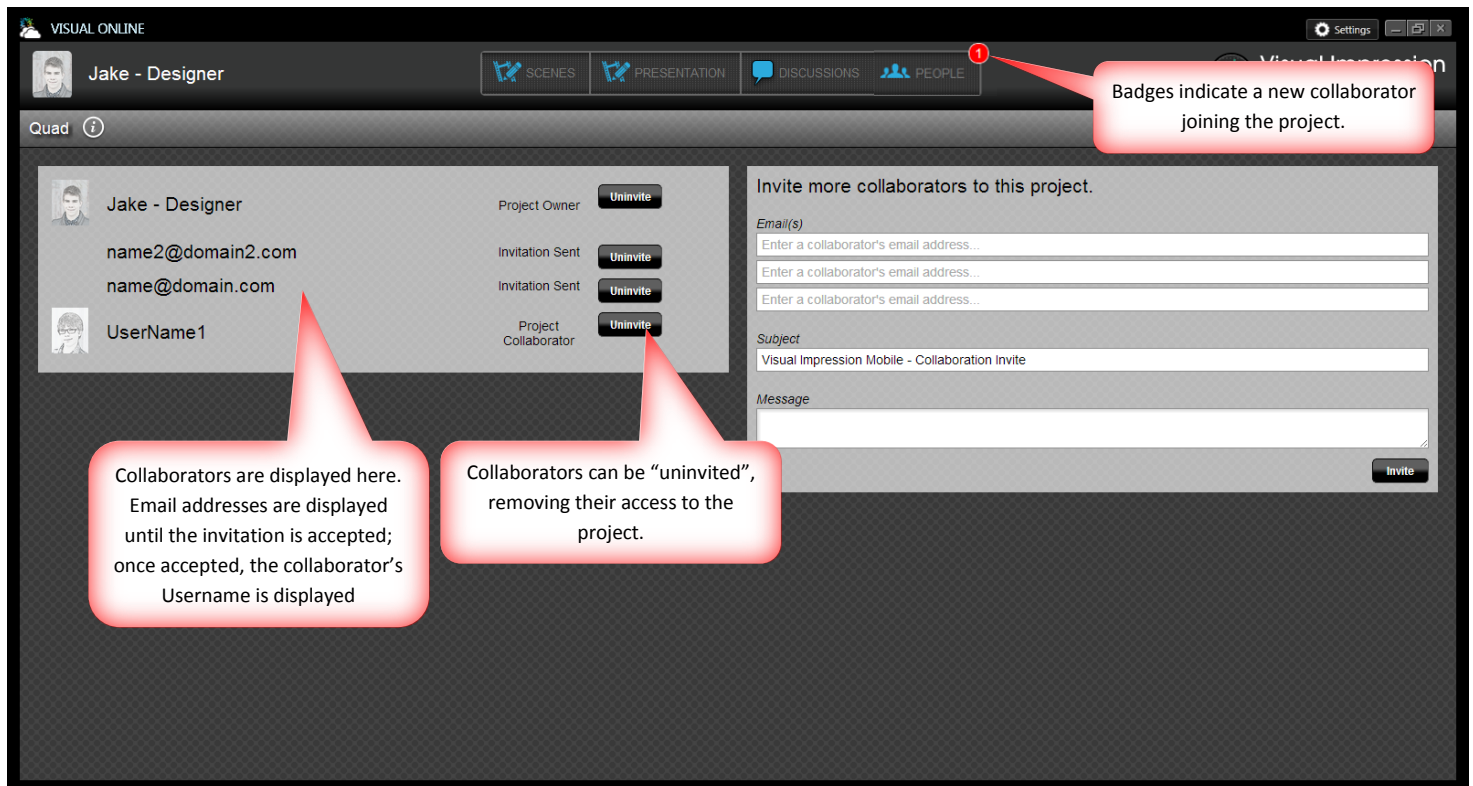 VISUAL ONLINE
Settings
Jake - Designer
SCENES
PRESENTATION
DISCUSSIONS
PEOPLE
1
Visual Impression
Badges indicate a new collaborator
joining the project.
Quad
i
Jake - Designer
Project Owner
Uninvite
name2@domain2.com
Invitation Sent
Uninvite
name@domain.com
Invitation Sent
Uninvite
UserName1
Project
Collaborator
Uninvite
Invite more collaborators to this project.
Email(s)
Enter a collaborator's email address...
Enter a collaborator's email address...
Enter a collaborator's email address...
Subject
Visual Impression Mobile - Collaboration Invite
Message
Invite
Collaborators are displayed here.
Email addresses are displayed
until the invitation is accepted;
once accepted, the collaborator’s
Username is displayed
Collaborators can be “uninvited”,
removing their access to the
project.